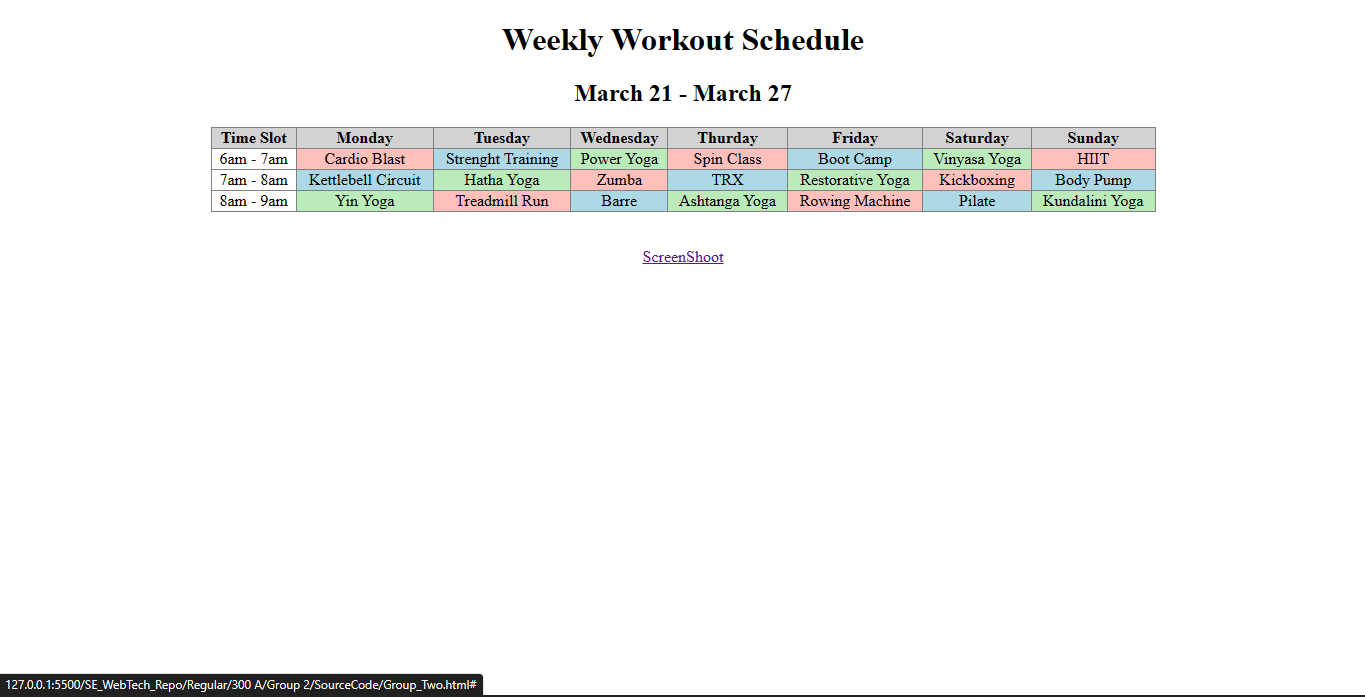 Weekly Workout Schedule
March 21 - March 27
Time Slot Monday Tuesday Wednesday Thurday Friday Saturday Sunday
6am - 7am Cardio Blast Strenght Training Power Yoga Spin Class Boot Camp Vinyasa Yoga HIIT
7am - 8am Kettlebell Circuit Hatha Yoga Zumba TRX Restorative Yoga Kickboxing Body Pump
8am - 9am Yin Yoga Treadmill Run Barre Ashtanga Yoga Rowing Machine Pilate Kundalini Yoga
ScreenShoot
127.0.0.1:5500/SE_WebTech_Repo/Regular/300 A/Group 2/SourceCode/Group_Two.html#